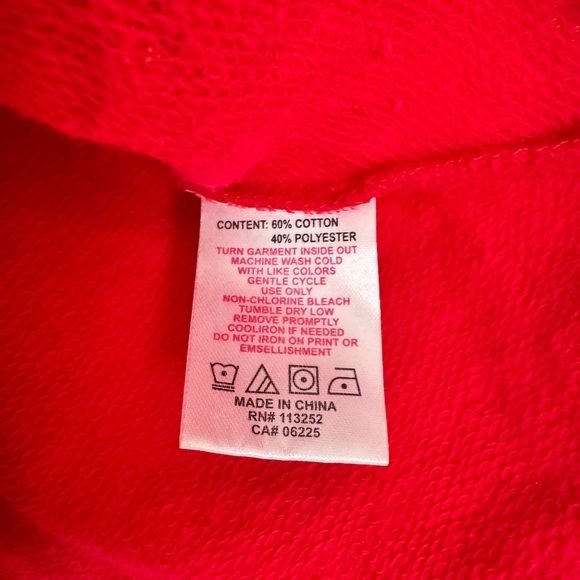 CONTENT: 60% COTTON
40% POLYESTER
TURN GARMENT INSIDE OUT
MACHINE WASH COLD
WITH LIKE COLORS
GENTLE CYCLE
USE ONLY
NON-CHLORINE BLEACH
TUMBLE DRY LOW
REMOVE PROMPTLY
COOLIRON IF NEEDED
DO NOT IRON ON PRINT OR
EMSELLISHMENT
MADE IN CHINA
RN# 113252
CA# 06225